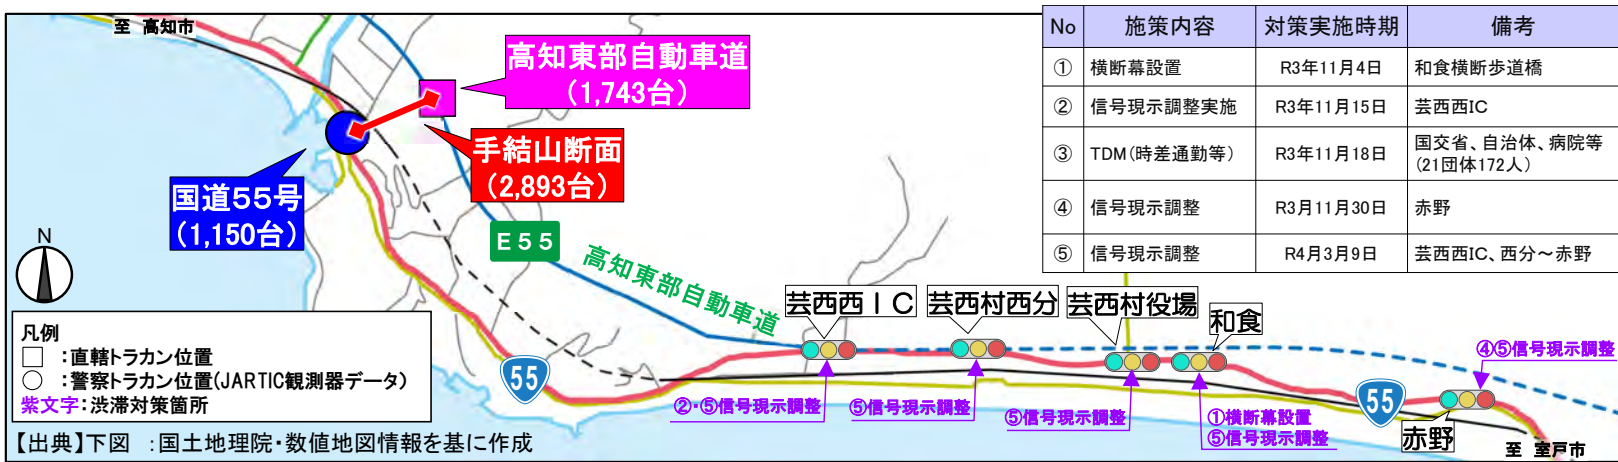 至 高知市
高知東部自動車道
(1,743台)
手結山断面
(2,893台)
国道55号
(1,150台)
N
E55
高知東部自動車道
芸西西IC
芸西村西分
芸西村役場
和食
55
55
②・⑤信号現示調整
⑤信号現示調整
⑤信号現示調整
①横断幕設置
⑤信号現示調整
④⑤信号現示調整
赤野
至 室戸市
凡例
□ :直轄トラカン位置
○ :警察トラカン位置(JARTIC観測器データ)
紫文字:渋滞対策箇所
【出典】下図 :国土地理院・数値地図情報を基に作成
No 施策内容 対策実施時期 備考
① 横断幕設置 R3年11月4日 和食横断歩道橋
② 信号現示調整実施 R3年11月15日 芸西西IC
③ TDM(時差通勤等) R3年11月18日 国交省、自治体、病院等
(21団体172人)
④ 信号現示調整 R3月11月30日 赤野
⑤ 信号現示調整 R4月3月9日 芸西西IC、西分～赤野